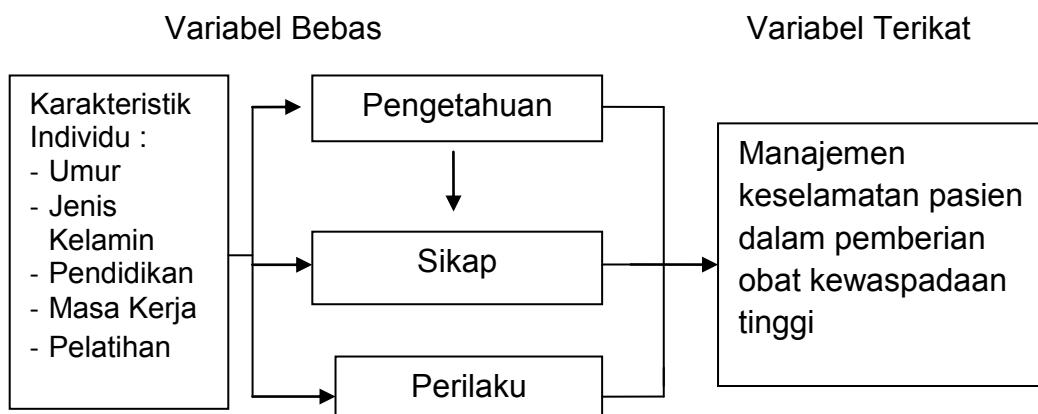 Variabel Bebas
Variabel Terikat
Karakteristik
Individu :
- Umur
- Jenis
Kelamin
- Pendidikan
- Masa Kerja
- Pelatihan
Pengetahuan
Sikap
Perilaku
Manajemen
keselamatan pasien
dalam pemberian
obat kewaspadaan
tinggi